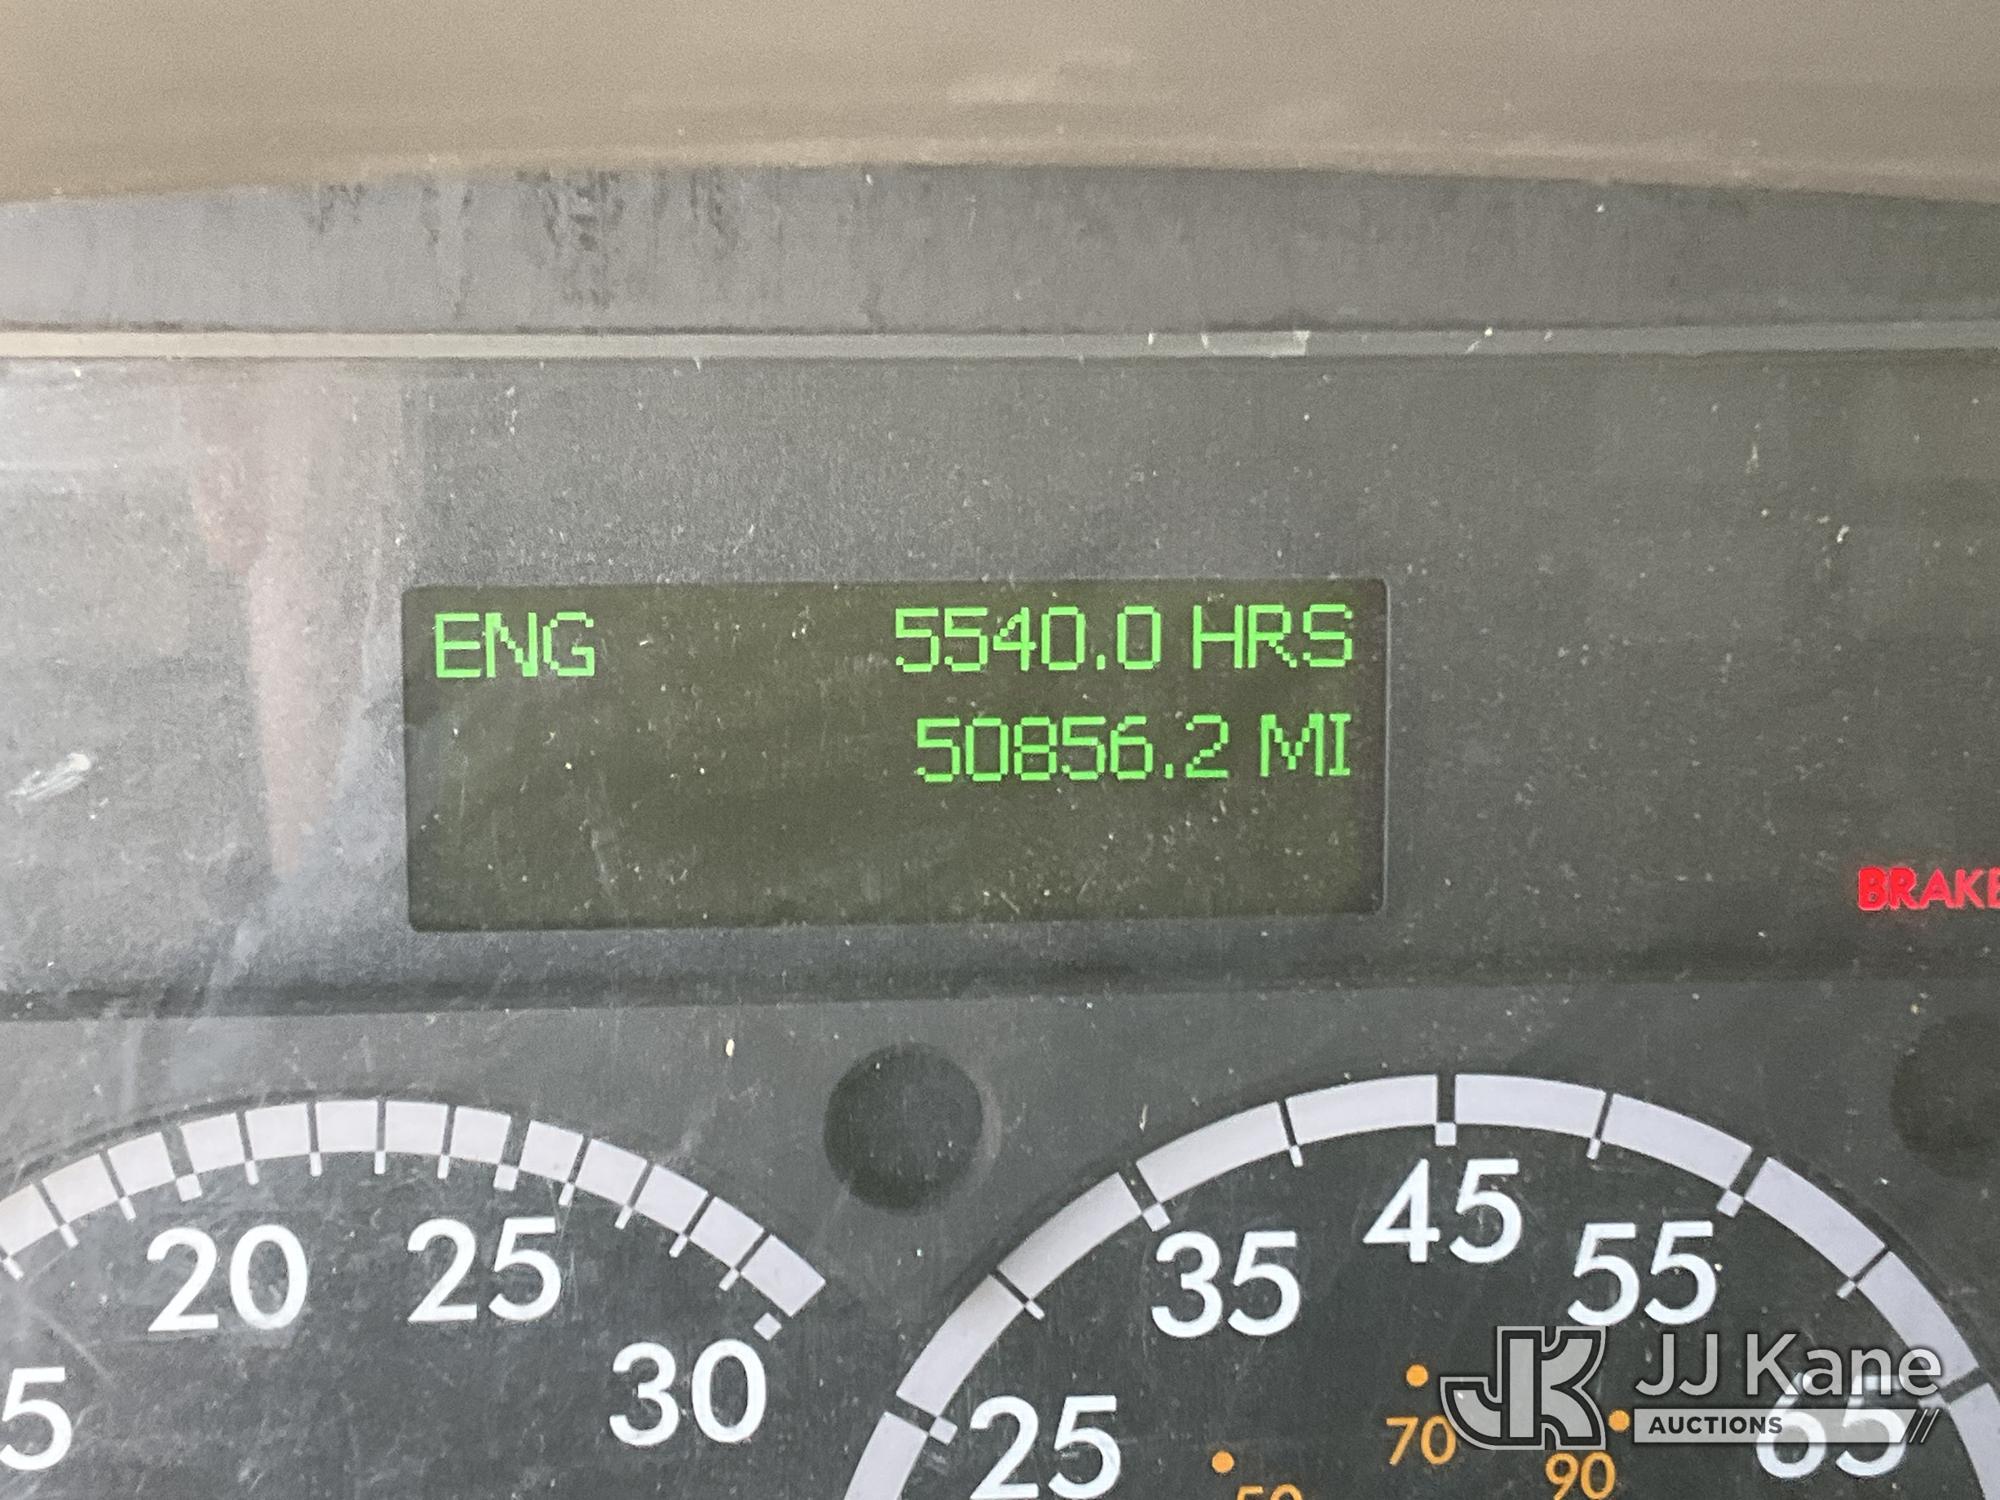 ENG 5540.0 HRS
50856.2 MI
BRAKE
5 20 25 30
25 35 45 55 65
70 90
JJ Kane
AUCTIONS